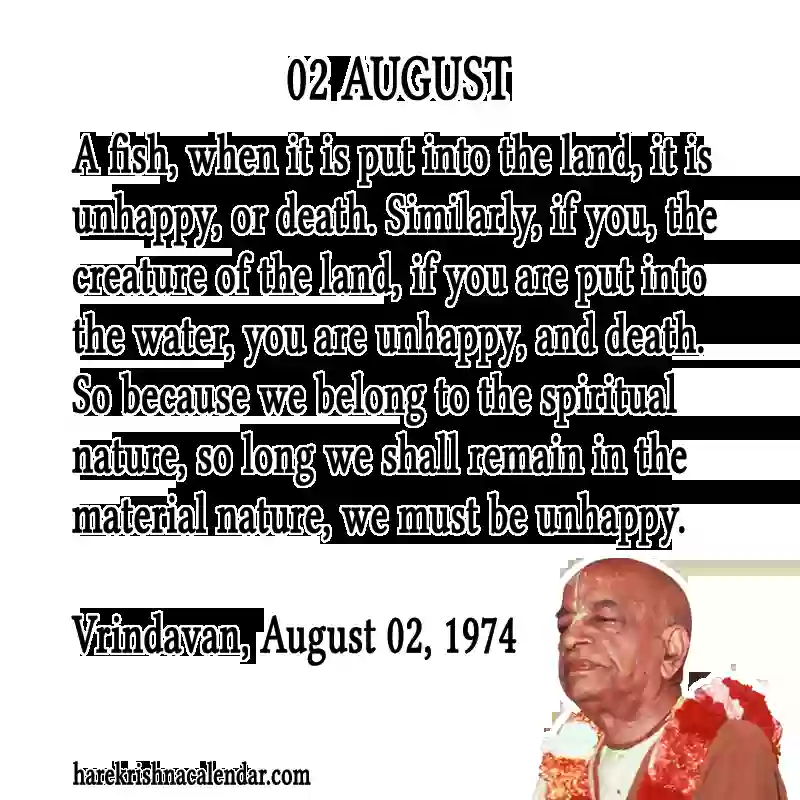 02 AUGUST
A fish, when it is put into the land, it is
unhappy, or death. Similarly, if you, the
creature of the land, if you are put into
the water, you are unhappy, and death.
So because we belong to the spiritual
nature, so long we shall remain in the
material nature, we must be unhappy.
Vrindavan, August 02, 1974
harekrishnacalendar.com